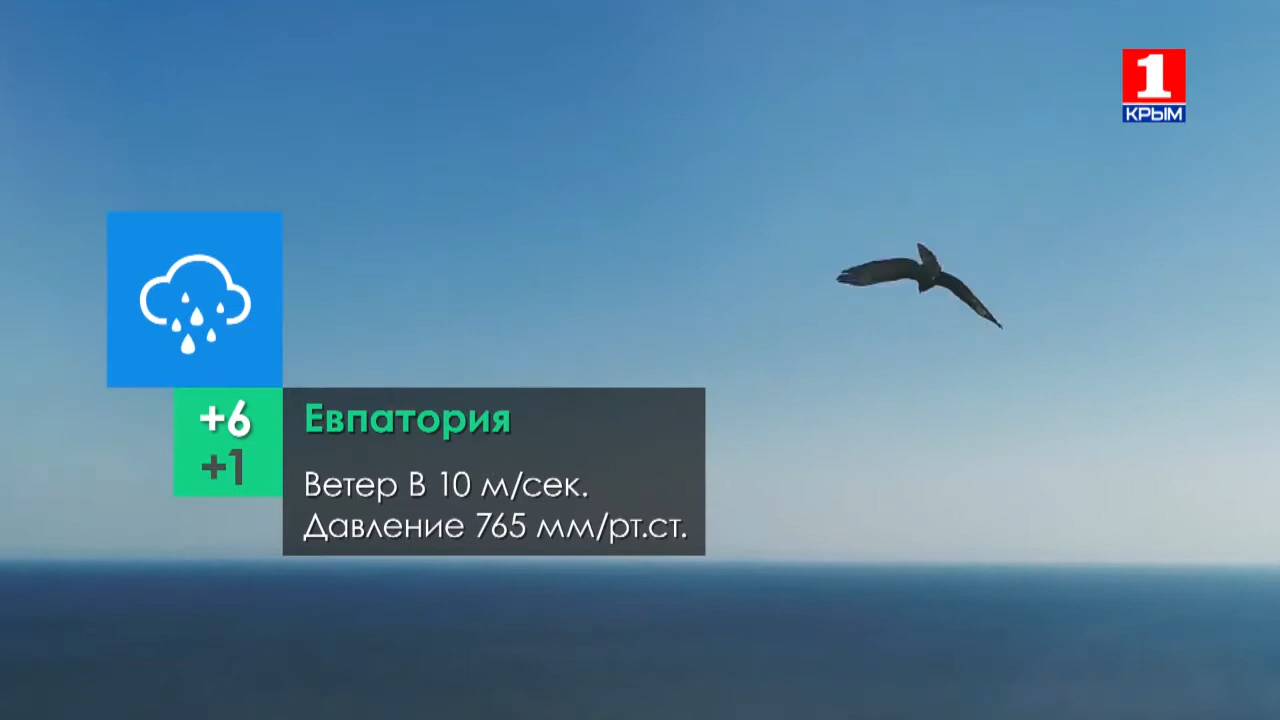 1
КРЫМ
+6
+1
Евпатория
Ветер В 10 м/сек.
Давление 765 мм/рт.ст.